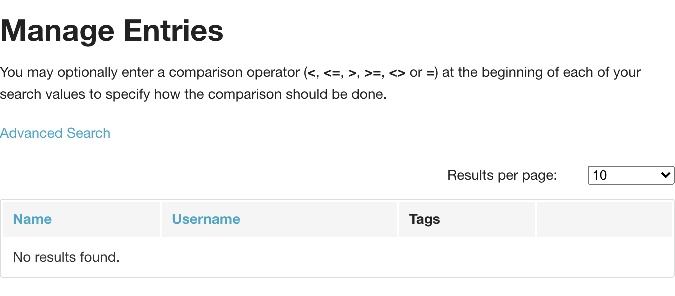 Manage Entries
You may optionally enter a comparison operator (<, <=, >, >=, <> or =) at the beginning of each of your
search values to specify how the comparison should be done.
Advanced Search
Results per page: 10
Name Username Tags
No results found.